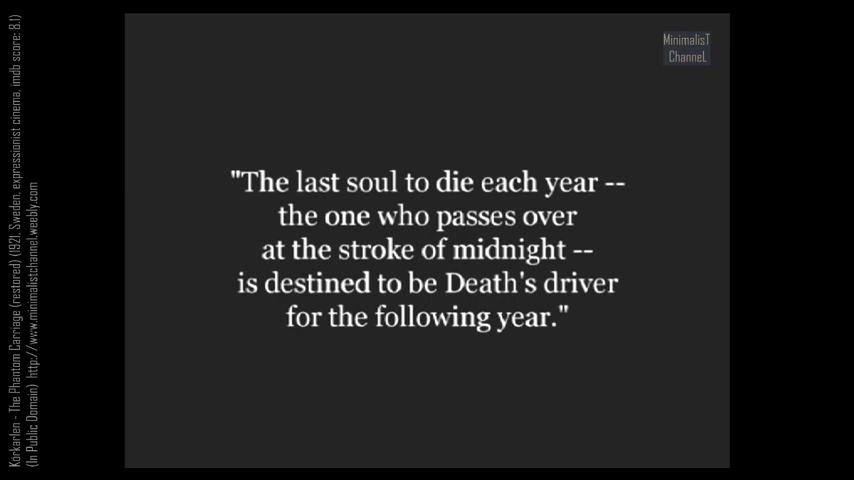 Körkarlen - The Phantom Carriage (restored) (1921, Sweden, expressionist cinema, imdb score: 8.1)
(In Public Domain) http://www.minimalistchannel.weebly.com
MinimalisT
ChanneL
"The last soul to die each year --
the one who passes over
at the stroke of midnight --
is destined to be Death's driver
for the following year."